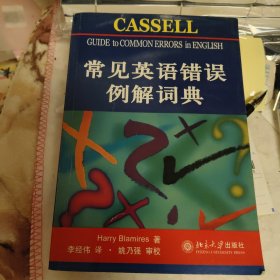 CASSELL
GUIDE to COMMON ERRORS in ENGLISH
常见英语错误
例解词典
Harry Blamires 著
李经伟 译·姚乃强 审校
北京大学出版社